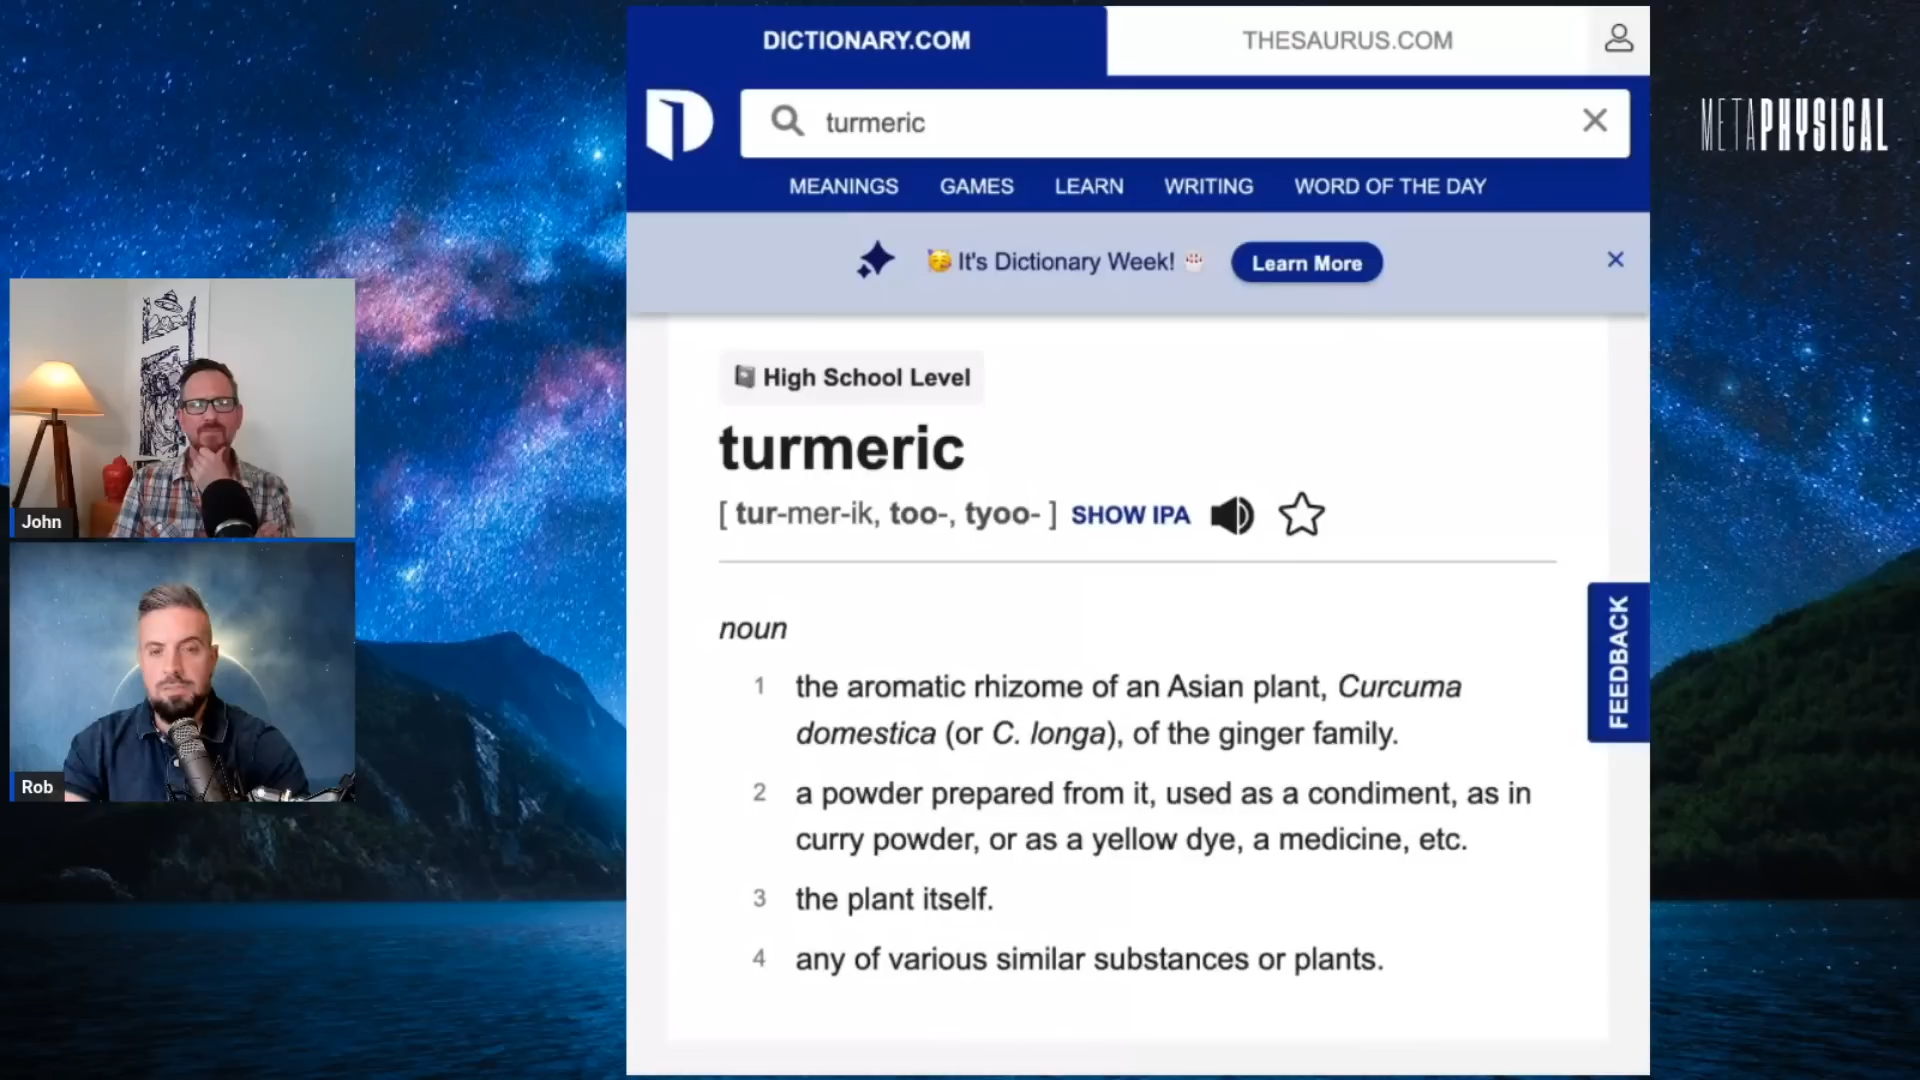 DICTIONARY.COM
THESAURUS.COM
turmeric
METAPHYSICAL
MEANINGS GAMES LEARN WRITING WORD OF THE DAY
🥳 It's Dictionary Week! 🎂 Learn More
High School Level
turmeric
[ tur-mer-ik, too-, tyoo- ] SHOW IPA
John
noun
1 the aromatic rhizome of an Asian plant, Curcuma
domestica (or C. longa), of the ginger family.
FEEDBACK
2 a powder prepared from it, used as a condiment, as in
curry powder, or as a yellow dye, a medicine, etc.
Rob
3 the plant itself.
4 any of various similar substances or plants.